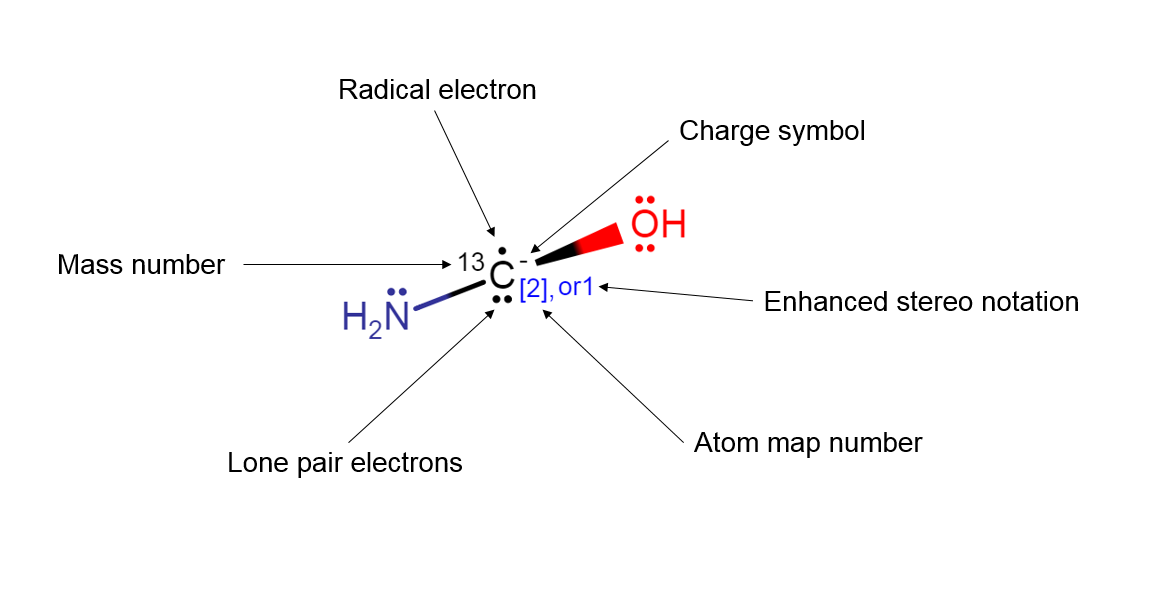 Radical electron
Charge symbol
OH
Mass number
13
C
-
[2], or1
H2N
Enhanced stereo notation
Atom map number
Lone pair electrons